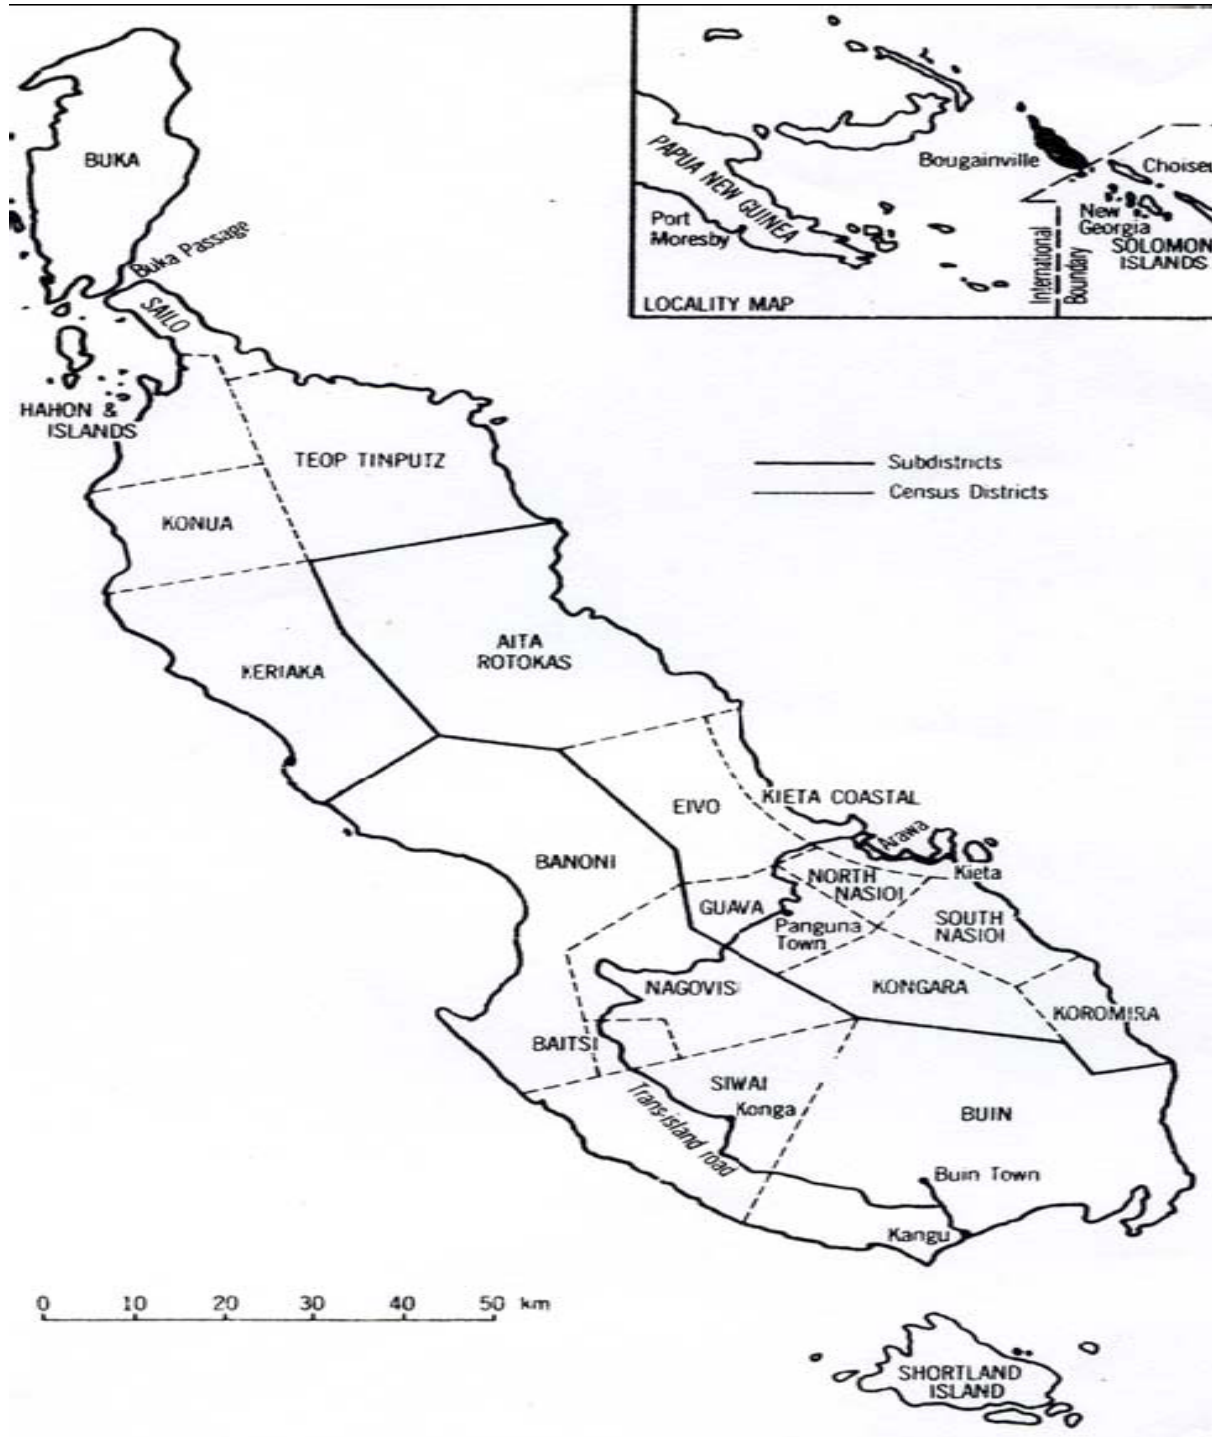 BUKA
Buka Passage
SAILO
HAHON &
ISLANDS
TEOP TINPUTZ
KONUA
KERIAKA
AITA
ROTOKAS
EIVO
KIETA COASTAL
Arawa
Kieta
BANONI
GUAVA
NORTH
NASIOI
Panguna
Town
SOUTH
NASIOI
NAGOVISI
KONGARA
KOROMIRA
BAITSI
SIWAI
Konga
Trans-island road
BUIN
Buin Town
Kangu
SHORTLAND
ISLAND
0 10 20 30 40 50 km
Subdistricts
Census Districts
PAPUA NEW GUINEA
Port
Moresby
Bougainville
Choiseu
New
Georgia
SOLOMON
ISLANDS
International
Boundary
LOCALITY MAP